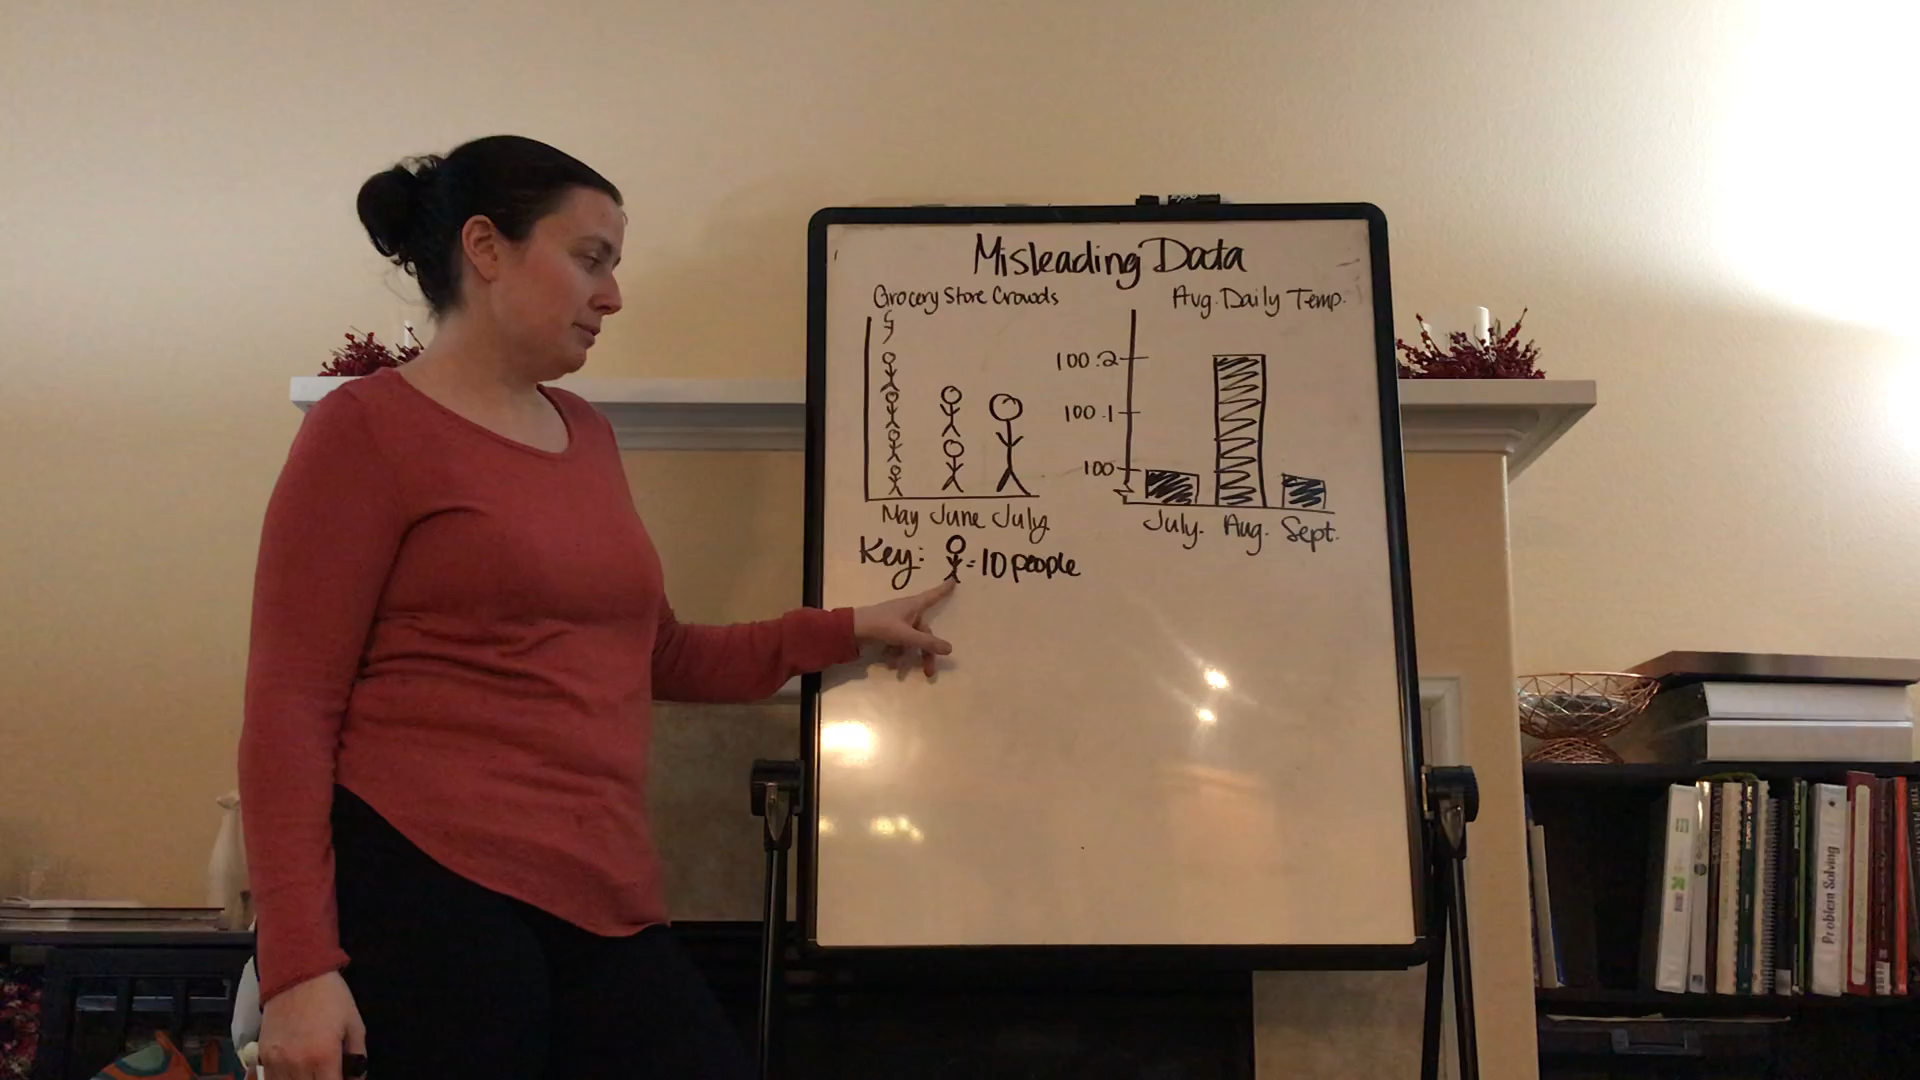 Misleading Data
Grocery Store Crowds
May June July
Key: = 10 people
Avg. Daily Temp.
100.2
100.1
100
July. Aug. Sept.
Problem Solving